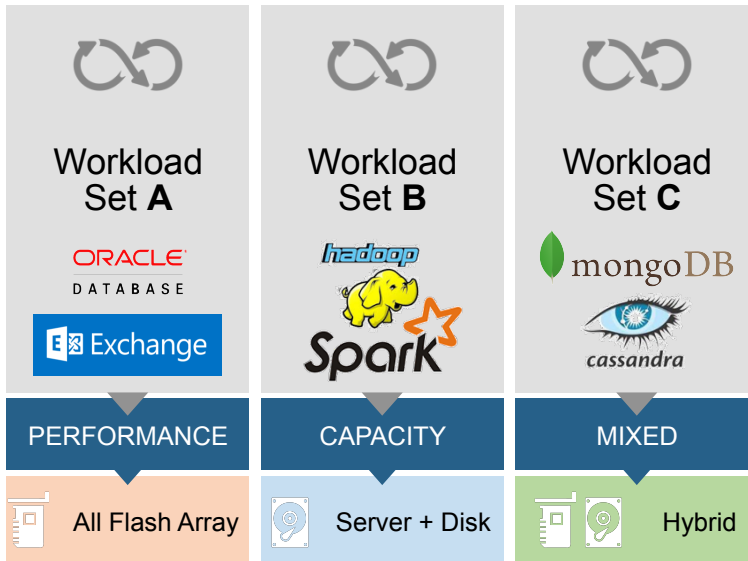 Workload
Set A
ORACLE
DATABASE
E Exchange
PERFORMANCE
All Flash Array
Workload
Set B
hadoop
Spark
CAPACITY
Server + Disk
Workload
Set C
mongoDB
cassandra
MIXED
Hybrid